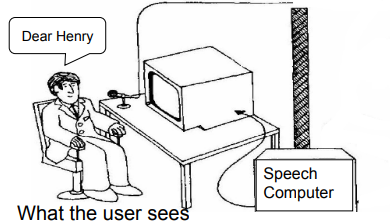 Dear Henry
Speech
Computer
What the user sees